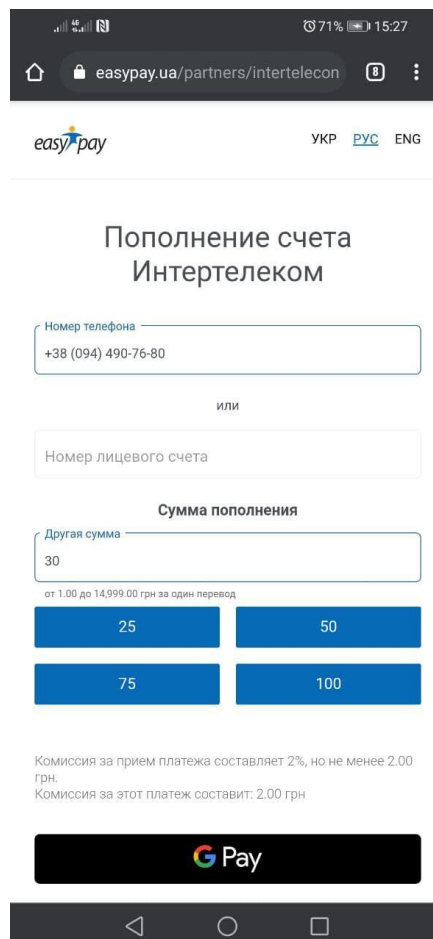 71% 15:27
easypay.ua/partners/intertelecon 8
easypay УКР РУС ENG
Пополнение счета
Интертелеком
Номер телефона
+38 (094) 490-76-80
или
Номер лицевого счета
Сумма пополнения
Другая сумма
30
от 1.00 до 14,999.00 грн за один перевод
25 50
75 100
Комиссия за прием платежа составляет 2%, но не менее 2.00
грн.
Комиссия за этот платеж составит: 2.00 грн
G Pay